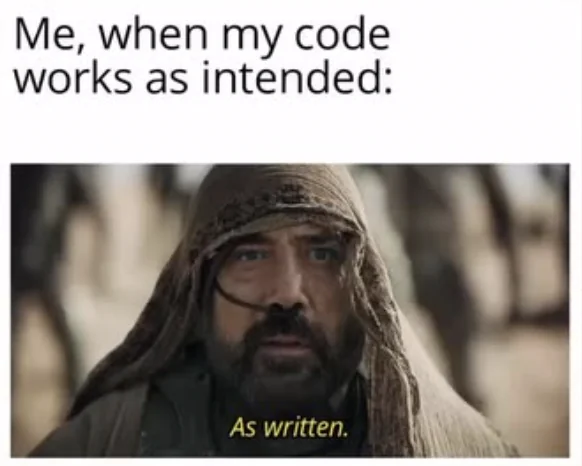 Me, when my code
works as intended:
As written.